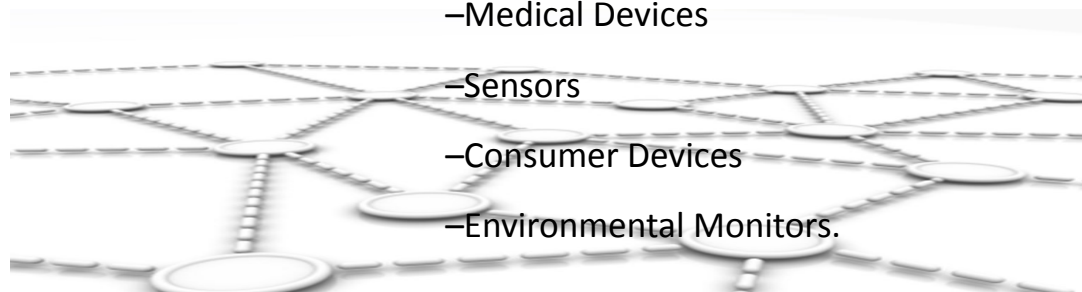 –Medical Devices
–Sensors
–Consumer Devices
–Environmental Monitors.